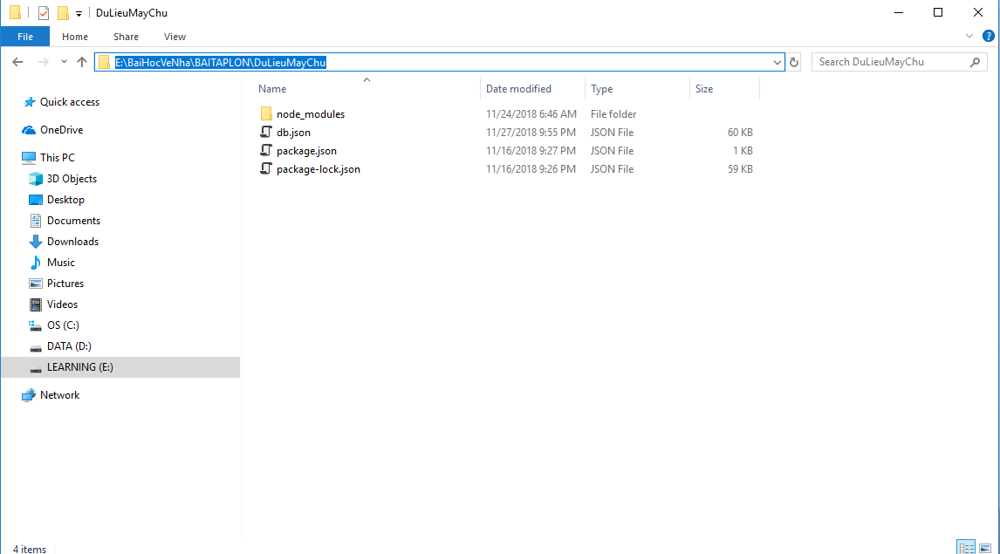 DuLieuMayChu
File Home Share View
E:\BaiHocVeNha\BAITAPLON\DuLieuMayChu
Search DuLieuMayChu
Quick access
OneDrive
This PC
3D Objects
Desktop
Documents
Downloads
Music
Pictures
Videos
OS (C:)
DATA (D:)
LEARNING (E:)
Network
Name Date modified Type Size
node_modules 11/24/2018 6:46 AM File folder
db.json 11/27/2018 9:55 PM JSON File 60 KB
package.json 11/16/2018 9:27 PM JSON File 1 KB
package-lock.json 11/16/2018 9:26 PM JSON File 59 KB
4 items